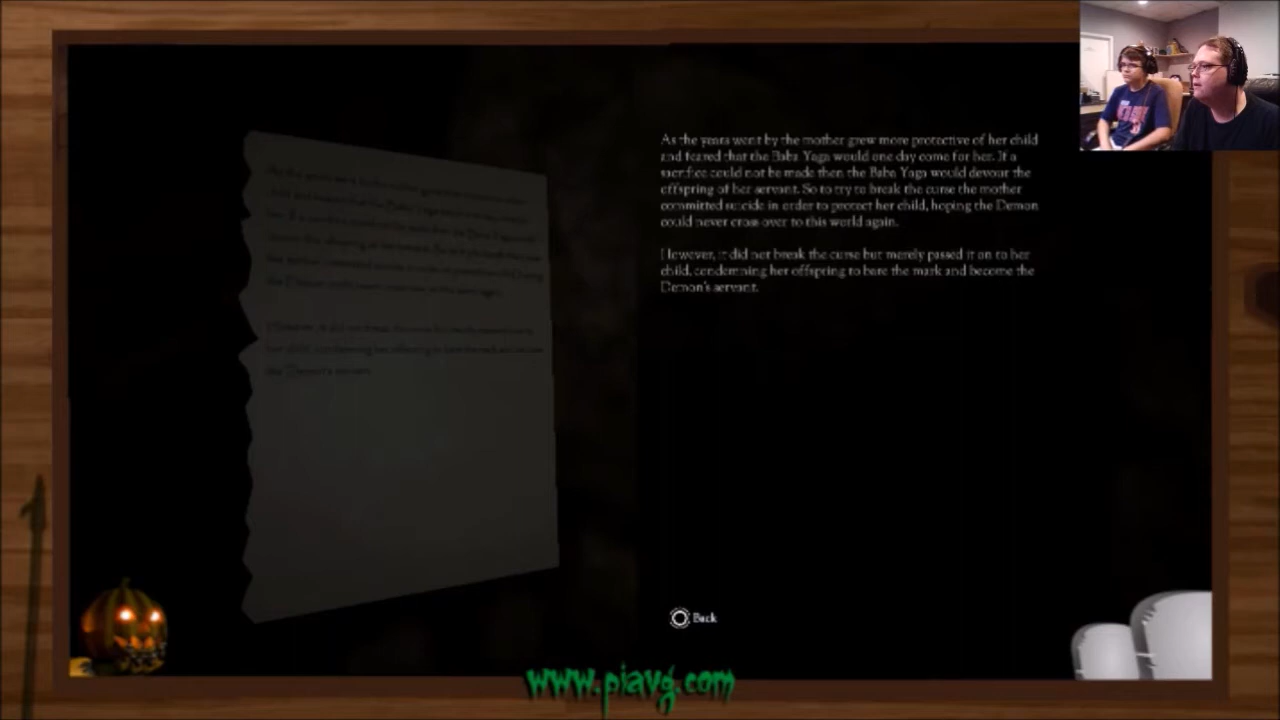 As the years went by the mother grew more protective of her child
and feared that the Baba Yaga would one day come for her. If a
sacrifice could not be made then the Baba Yaga would devour the
offspring of her servant. So to try to break the curse the mother
committed suicide in order to protect her child, hoping the Demon
could never cross over to this world again.
However, it did not break the curse but merely passed it on to her
child, condemning her offspring to bare the mark and become the
Demon's servant.
Back
www.piavg.com